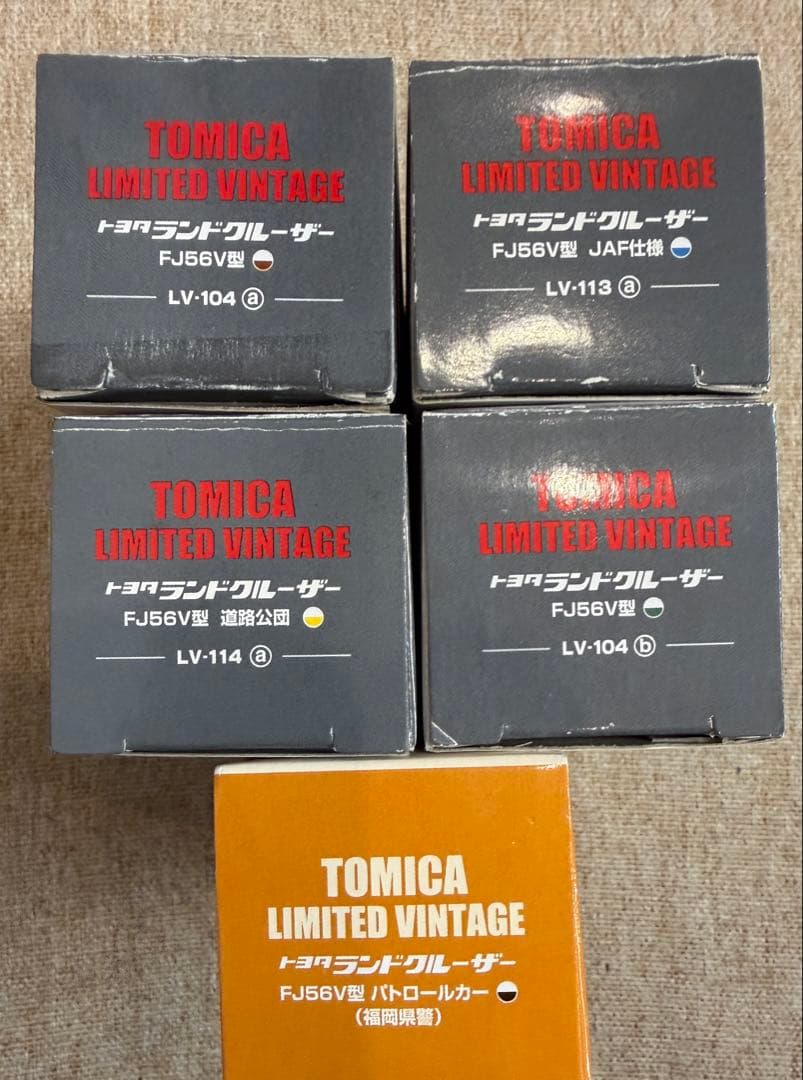 TOMICA
LIMITED VINTAGE
トヨタランドクルーザー
FJ56V型
LV-104 ⓐ
TOMICA
LIMITED VINTAGE
トヨタランドクルーザー
FJ56V型 JAF仕様
LV-113 ⓐ
TOMICA
LIMITED VINTAGE
トヨタランドクルーザー
FJ56V型 道路公団
LV-114 ⓐ
TOMICA
LIMITED VINTAGE
トヨタランドクルーザー
FJ56V型
LV-104 ⓑ
TOMICA
LIMITED VINTAGE
トヨタランドクルーザー
FJ56V型 パトロールカー
(福岡県警)